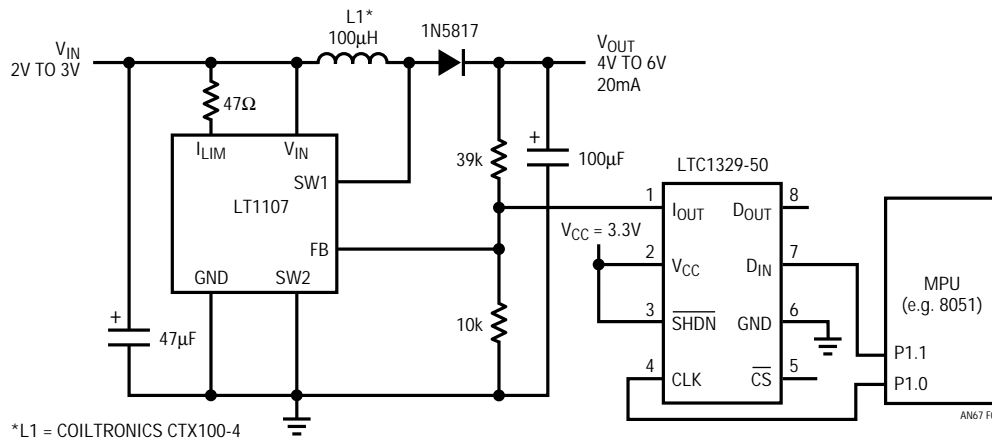 L1*
100µH
1N5817
V_IN
2V TO 3V
V_OUT
4V TO 6V
20mA
47Ω
I_LIM
V_IN
SW1
LT1107
FB
GND
SW2
47µF
39k
100µF
10k
LTC1329-50
1
I_OUT
D_OUT
8
V_CC = 3.3V
2
V_CC
D_IN
7
3
SHDN
GND
6
4
CLK
CS
5
MPU
(e.g. 8051)
P1.1
P1.0
+
+
*L1 = COILTRONICS CTX100-4